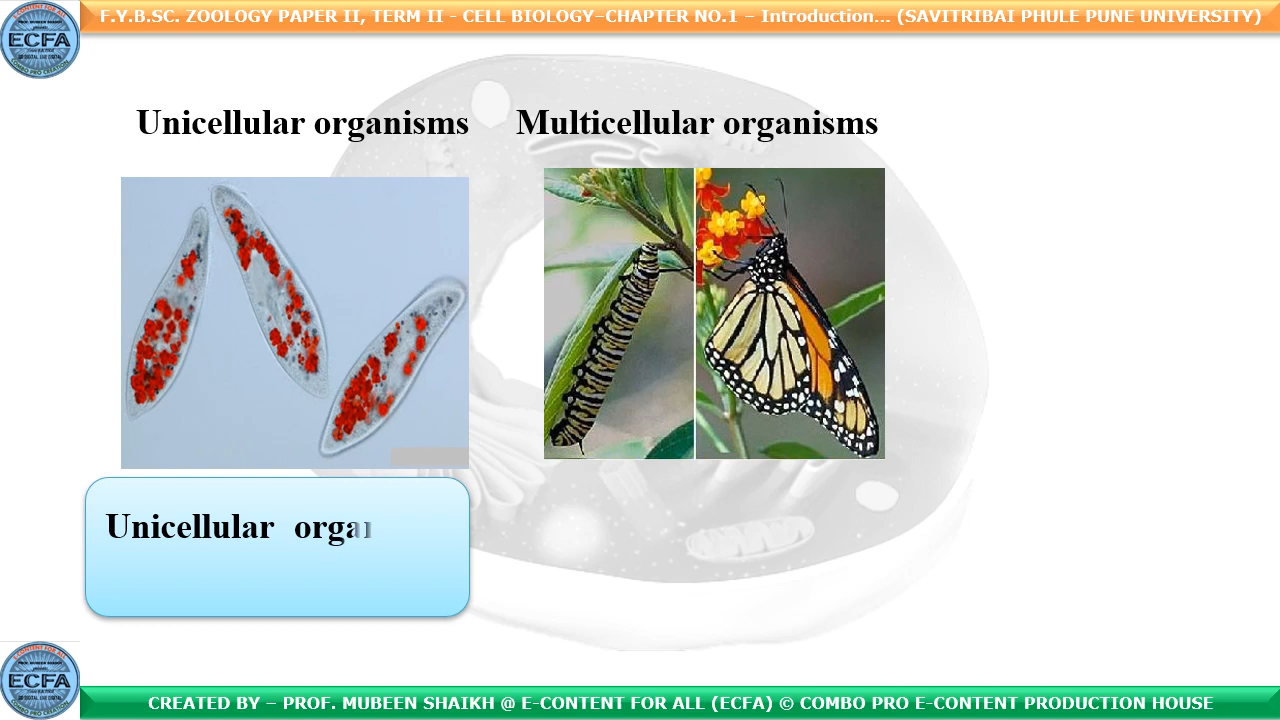 F.Y.B.SC. ZOOLOGY PAPER II, TERM II - CELL BIOLOGY–CHAPTER NO.1 – Introduction... (SAVITRIBAI PHULE PUNE UNIVERSITY)
ECFA
Unicellular organisms
Multicellular organisms
Unicellular
ECFA
CREATED BY – PROF. MUBEEN SHAIKH @ E-CONTENT FOR ALL (ECFA) © COMBO PRO E-CONTENT PRODUCTION HOUSE